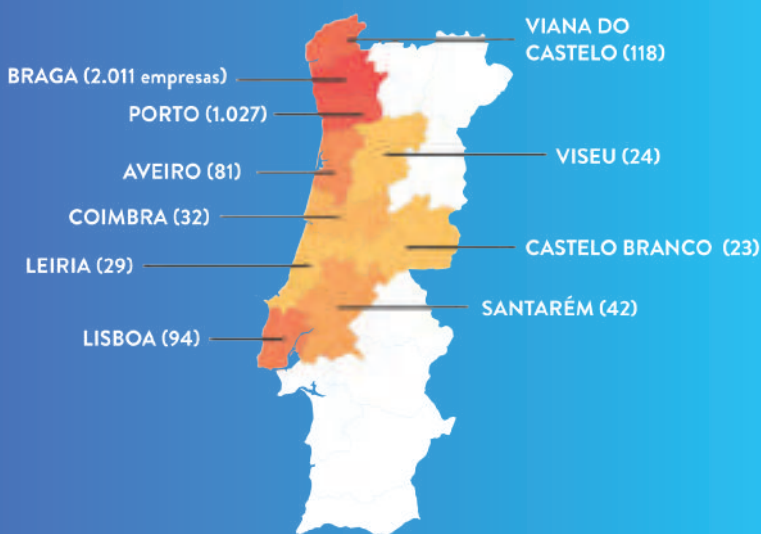 VIANA DO
CASTELO (118)
BRAGA (2.011 empresas)
PORTO (1.027)
VISEU (24)
AVEIRO (81)
COIMBRA (32)
CASTELO BRANCO (23)
LEIRIA (29)
SANTARÉM (42)
LISBOA (94)